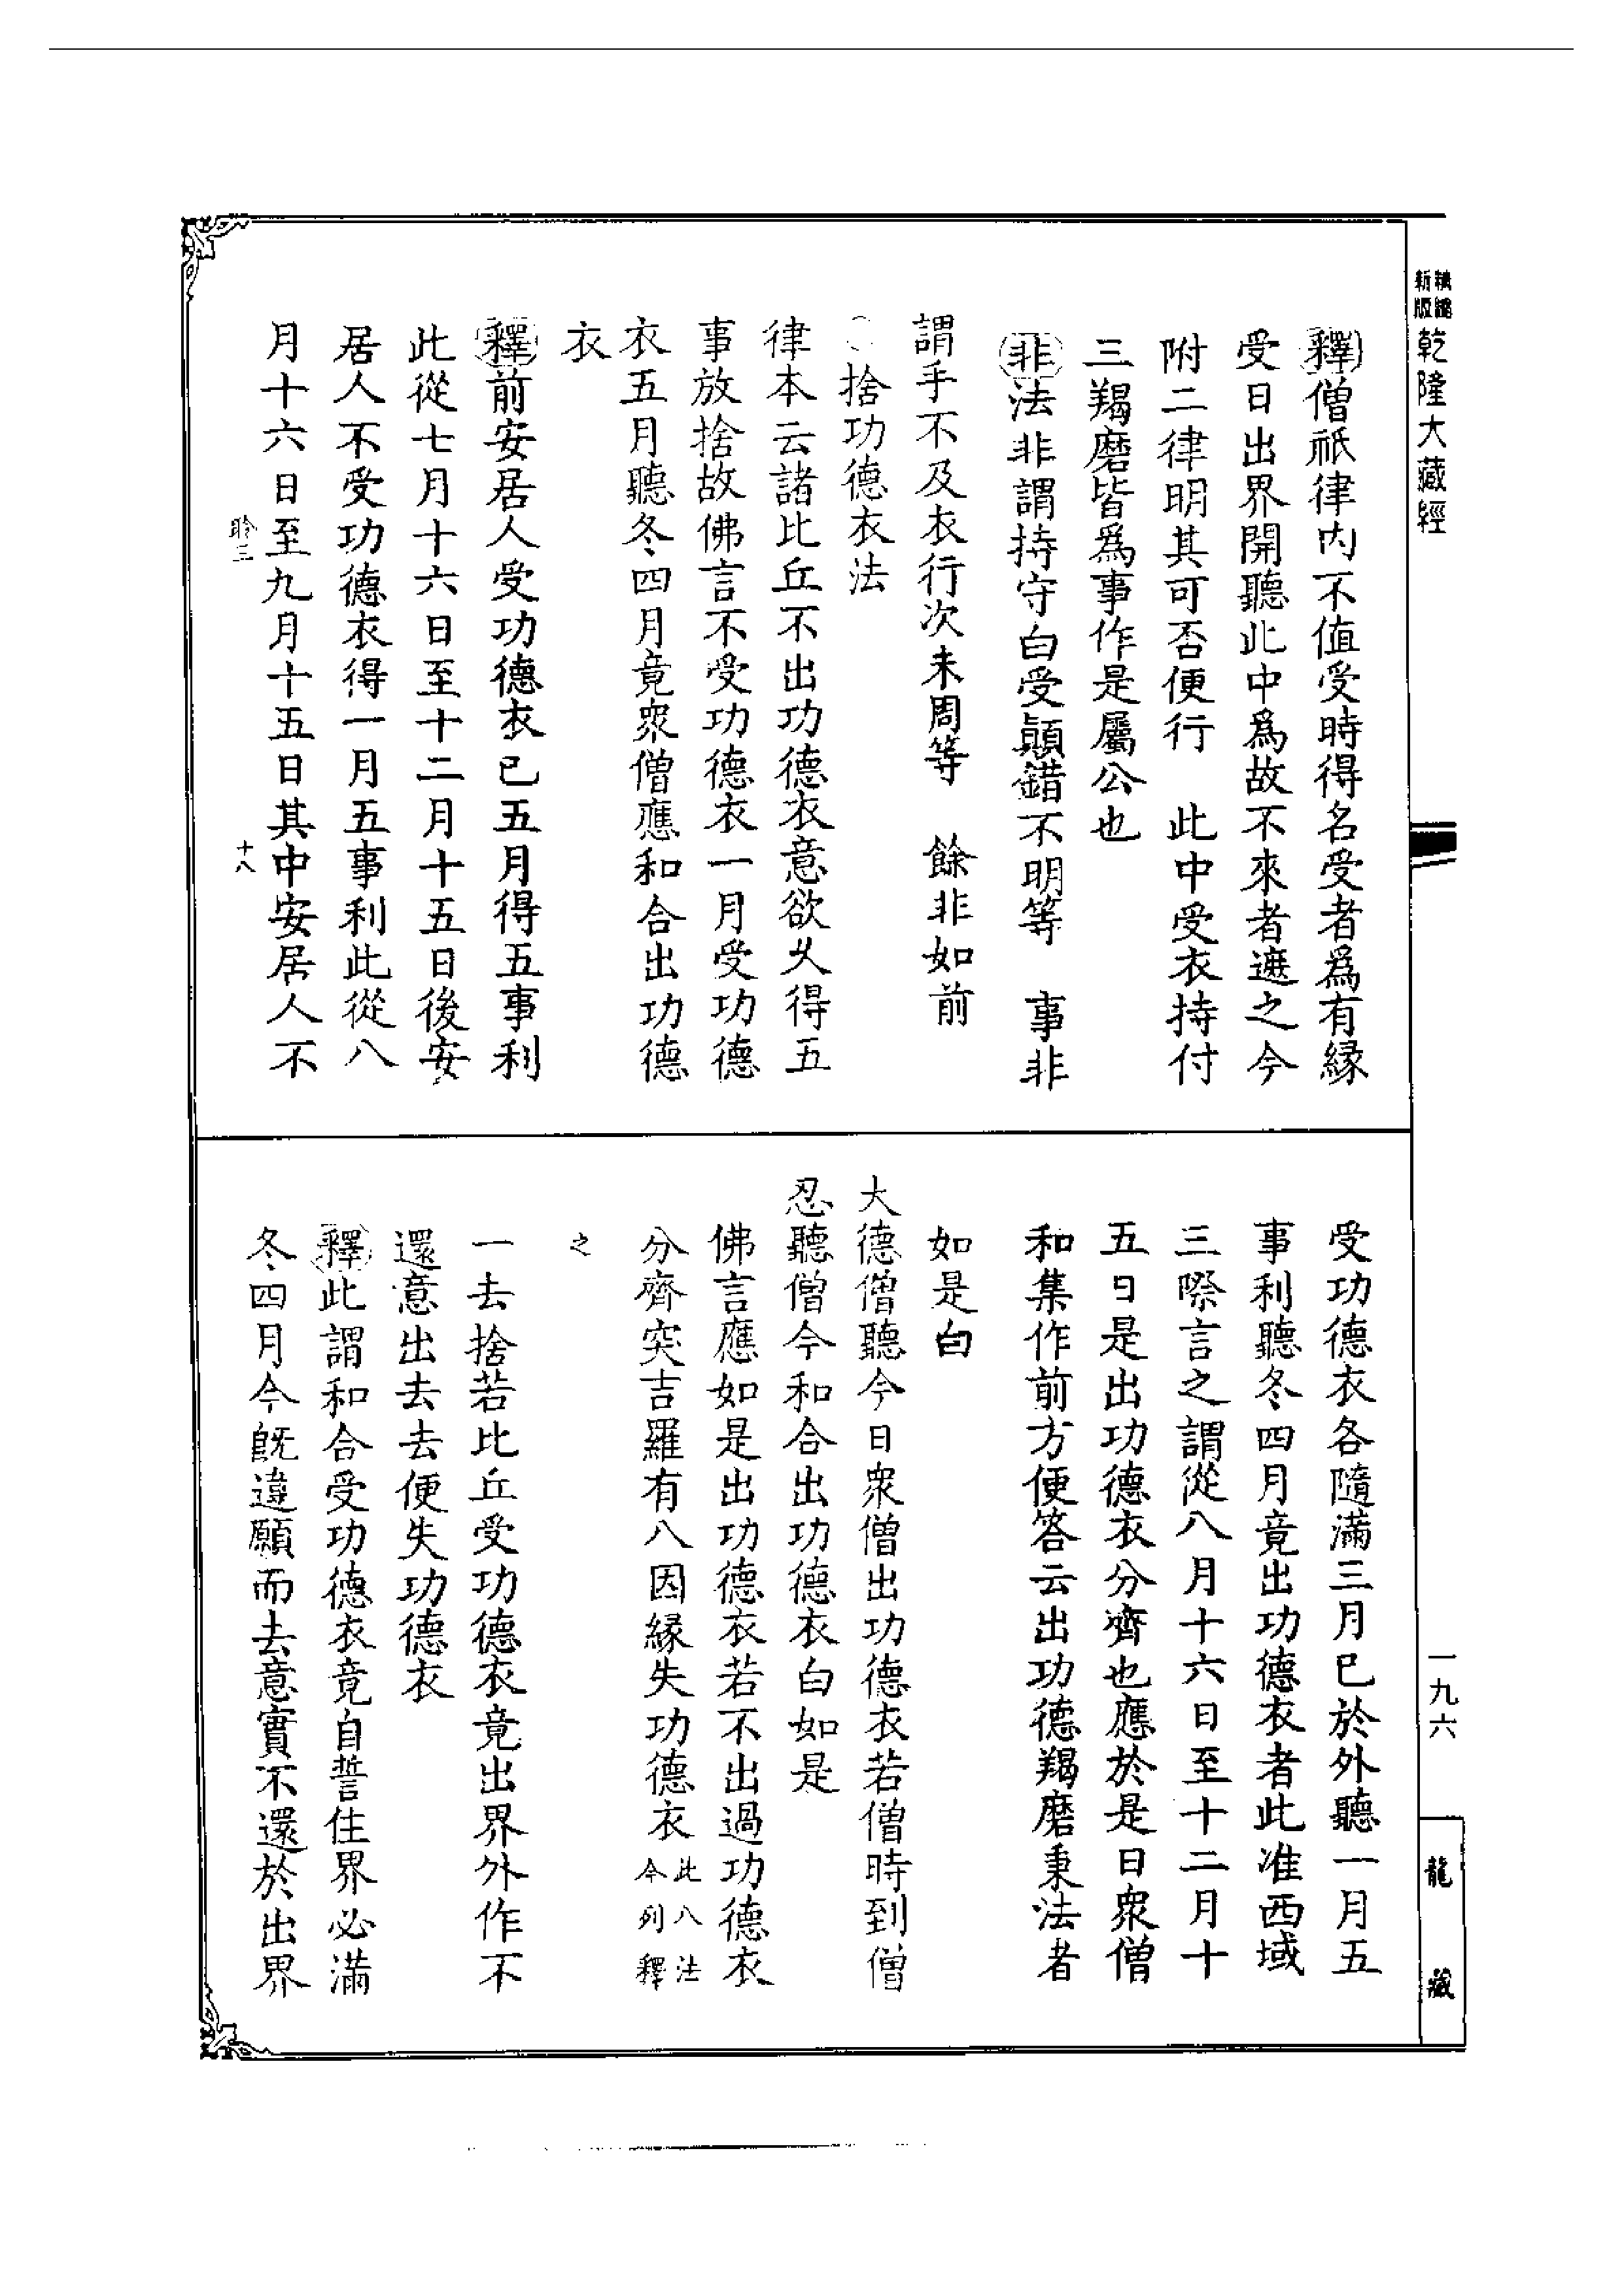 新版
精縮
乾隆大藏經
一九六
龍藏
釋僧祇律內不值受時得名受者爲有緣
受日出界開聽此中爲故不來者遮之今
附二律明其可否便行　此中受衣持付
三羯磨皆爲事作是屬公也
非法非謂持守白受顛錯不明等　事非
謂手不及衣行次未周等　餘非如前
○捨功德衣法
律本云諸比丘不出功德衣意欲久得五
事放捨故佛言不受功德衣一月受功德
衣五月聽冬四月竟眾僧應和合出功德
衣
釋前安居人受功德衣已五月得五事利
此從七月十六日至十二月十五日後安
居人不受功德衣得一月五事利此從八
月十六日至九月十五日其中安居人不
聆三
十八
受功德衣各隨滿三月已於外聽一月五
事利聽冬四月竟出功德衣者此准西域
三際言之謂從八月十六日至十二月十
五日是出功德衣分齊也應於是日眾僧
和集作前方便答云出功德羯磨秉法者
如是白
大德僧聽今日眾僧出功德衣若僧時到僧
忍聽僧今和合出功德衣白如是
佛言應如是出功德衣若不出過功德衣
分齊突吉羅有八因緣失功德衣此八法今列釋
之
一去捨若比丘受功德衣竟出界外作不
還意出去去便失功德衣
釋此謂和合受功德衣竟自誓住界必滿
冬四月今既違願而去意實不還於出界